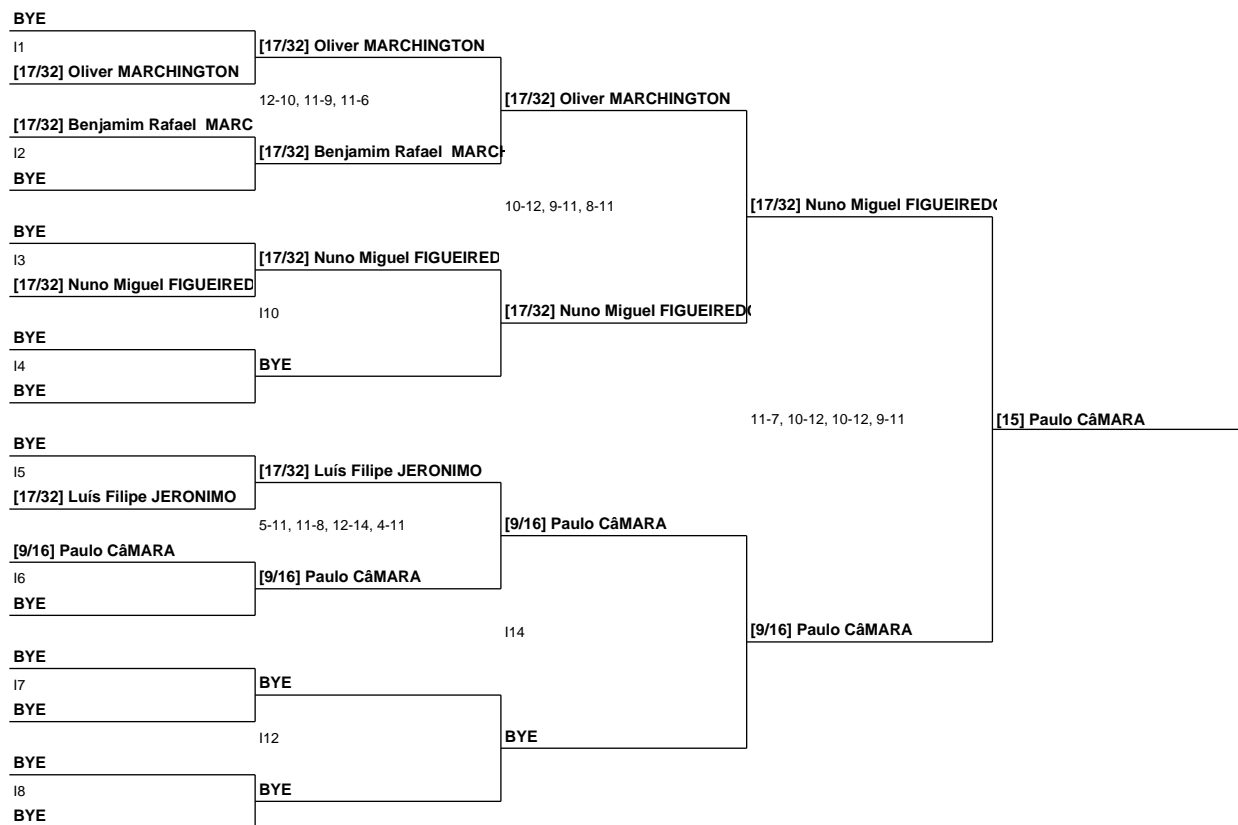 BYE
I1
[17/32] Oliver MARCHINGTON
[17/32] Oliver MARCHINGTON
12-10, 11-9, 11-6
[17/32] Oliver MARCHINGTON
[17/32] Benjamim Rafael MARC
I2
[17/32] Benjamim Rafael MARCH
BYE
10-12, 9-11, 8-11
[17/32] Nuno Miguel FIGUEIREDO
BYE
I3
[17/32] Nuno Miguel FIGUEIRED
[17/32] Nuno Miguel FIGUEIRED
I10
[17/32] Nuno Miguel FIGUEIREDO
BYE
I4
BYE
BYE
11-7, 10-12, 10-12, 9-11
[15] Paulo CâMARA
BYE
I5
[17/32] Luís Filipe JERONIMO
[17/32] Luís Filipe JERONIMO
5-11, 11-8, 12-14, 4-11
[9/16] Paulo CâMARA
[9/16] Paulo CâMARA
I6
[9/16] Paulo CâMARA
BYE
I14
[9/16] Paulo CâMARA
BYE
I7
BYE
BYE
I12
BYE
BYE
I8
BYE
BYE